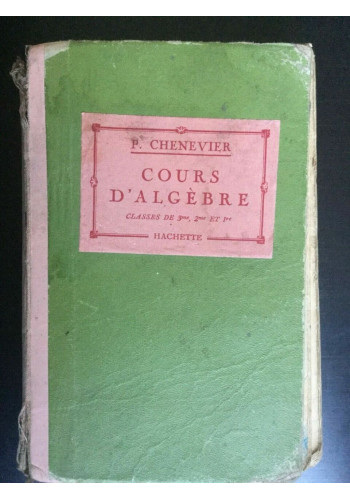 P. CHENEVIER
COURS
D'ALGÈBRE
CLASSES DE 3me, 2me ET 1re
HACHETTE